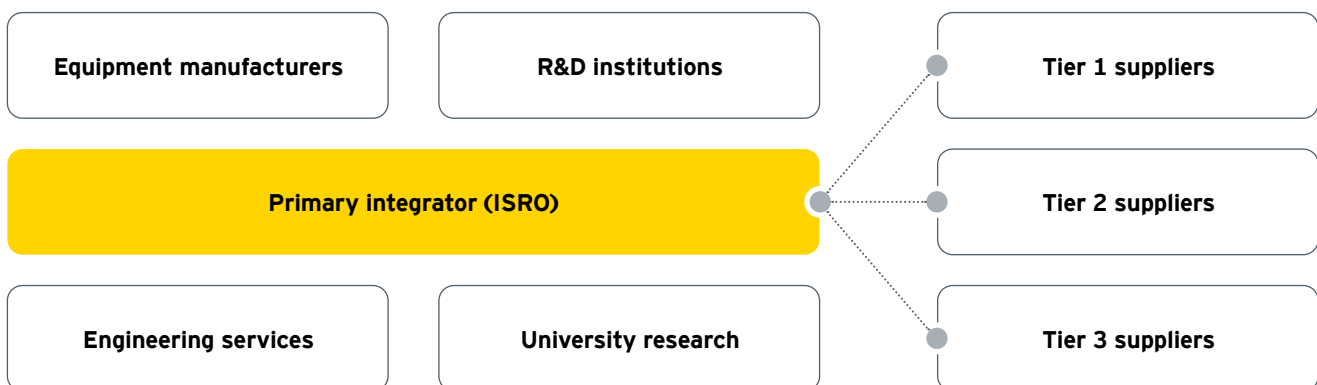 Equipment manufacturers
R&D institutions
Tier 1 suppliers
Primary integrator (ISRO)
Tier 2 suppliers
Engineering services
University research
Tier 3 suppliers